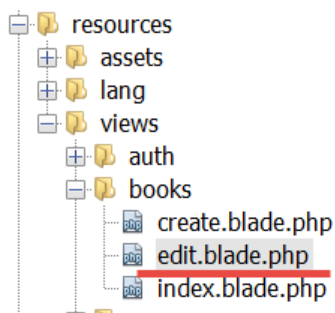 resources
assets
lang
views
auth
books
create.blade.php
edit.blade.php
index.blade.php